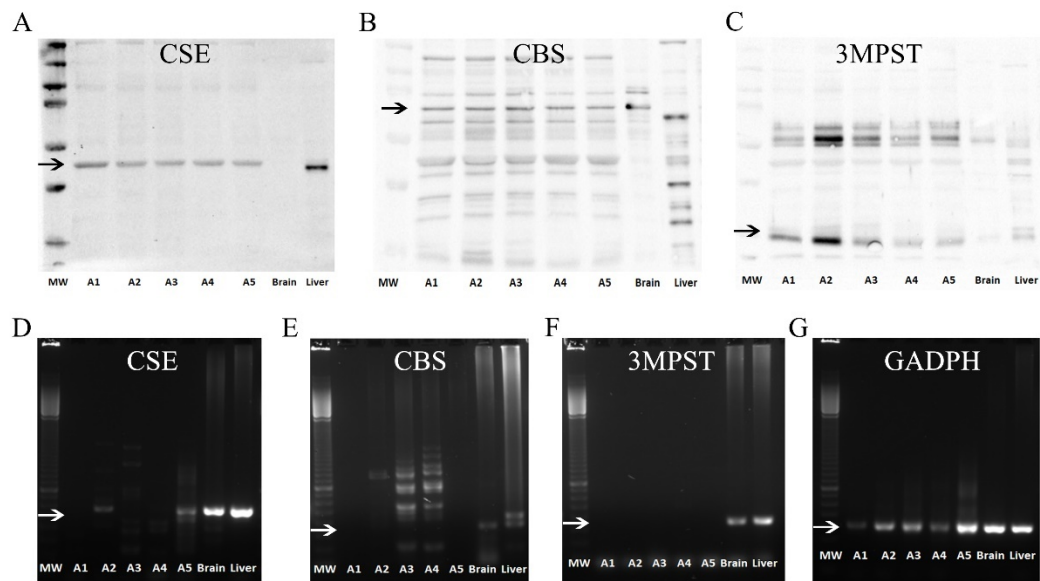 A
CSE
MW A1 A2 A3 A4 A5 Brain Liver
B
CBS
MW A1 A2 A3 A4 A5 Brain Liver
C
3MPST
MW A1 A2 A3 A4 A5 Brain Liver
D
CSE
MW A1 A2 A3 A4 A5 Brain Liver
E
CBS
MW A1 A2 A3 A4 A5 Brain Liver
F
3MPST
MW A1 A2 A3 A4 A5 Brain Liver
G
GADPH
MW A1 A2 A3 A4 A5 Brain Liver